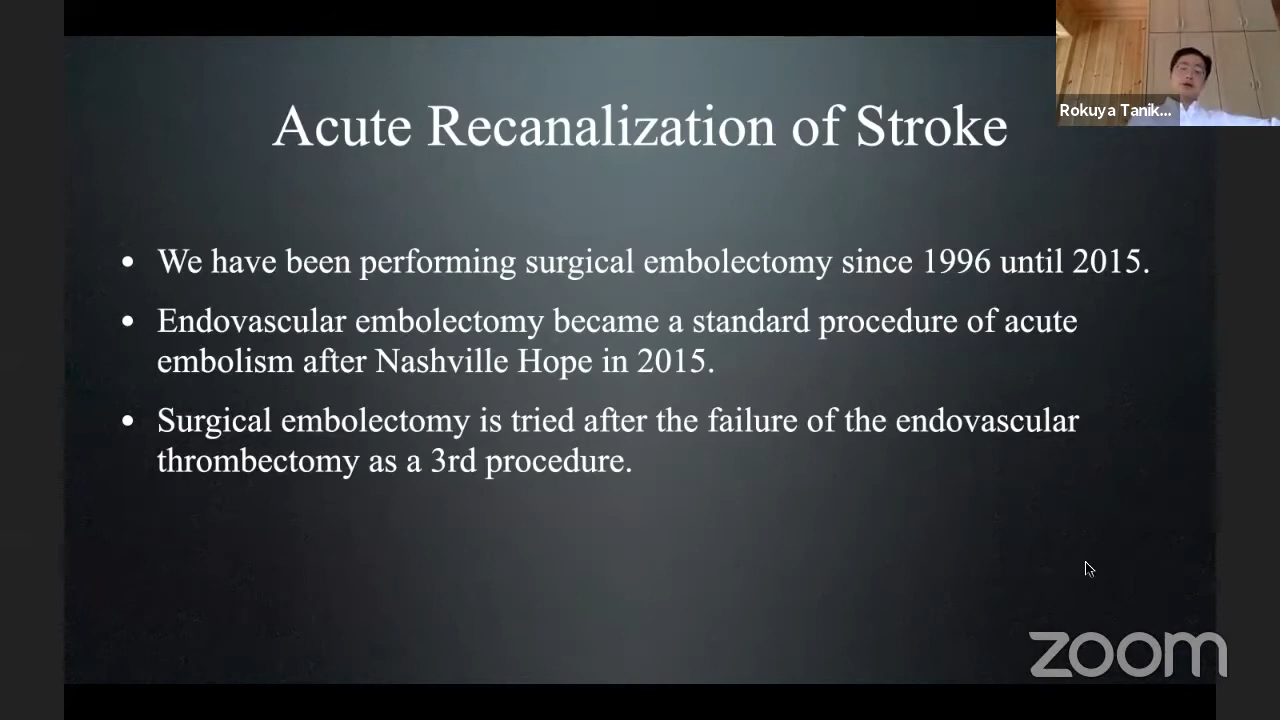 Acute Recanalization of Stroke
Rokuya Tanik...
• We have been performing surgical embolectomy since 1996 until 2015.
• Endovascular embolectomy became a standard procedure of acute
embolism after Nashville Hope in 2015.
• Surgical embolectomy is tried after the failure of the endovascular
thrombectomy as a 3rd procedure.
zoom